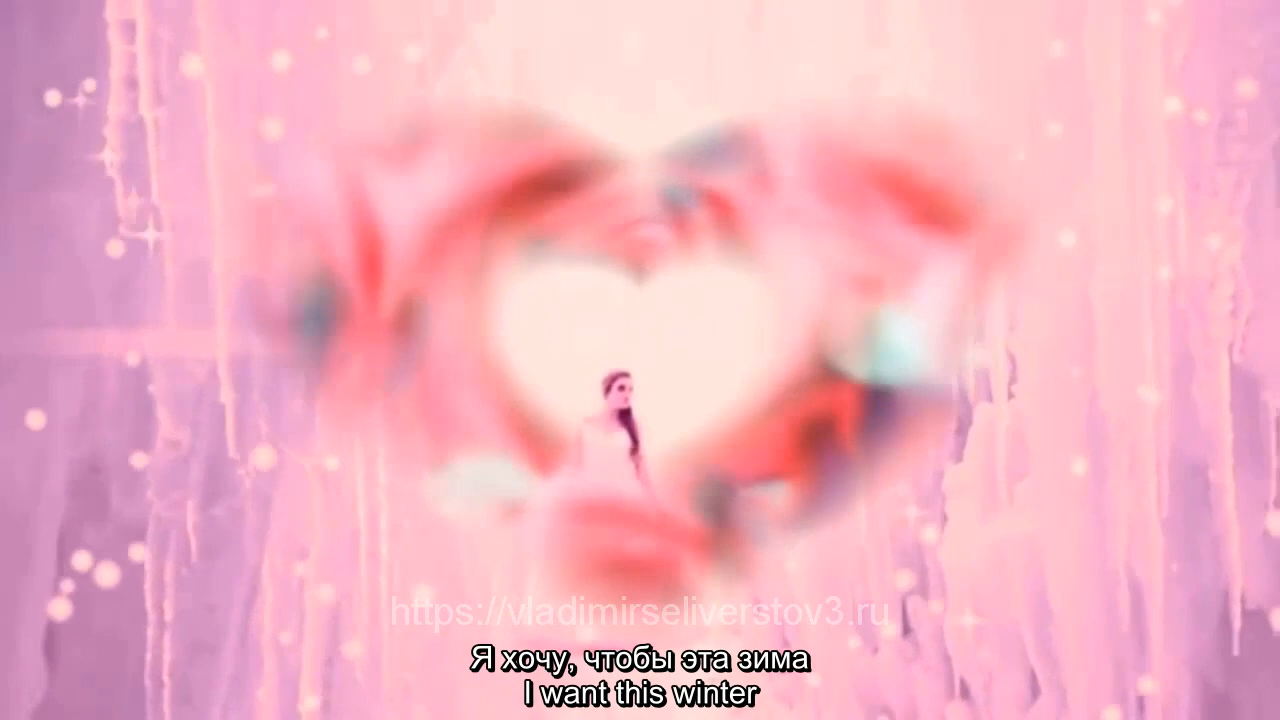 https://vladimirseliverstov3.ru
Я хочу, чтобы эта зима
I want this winter